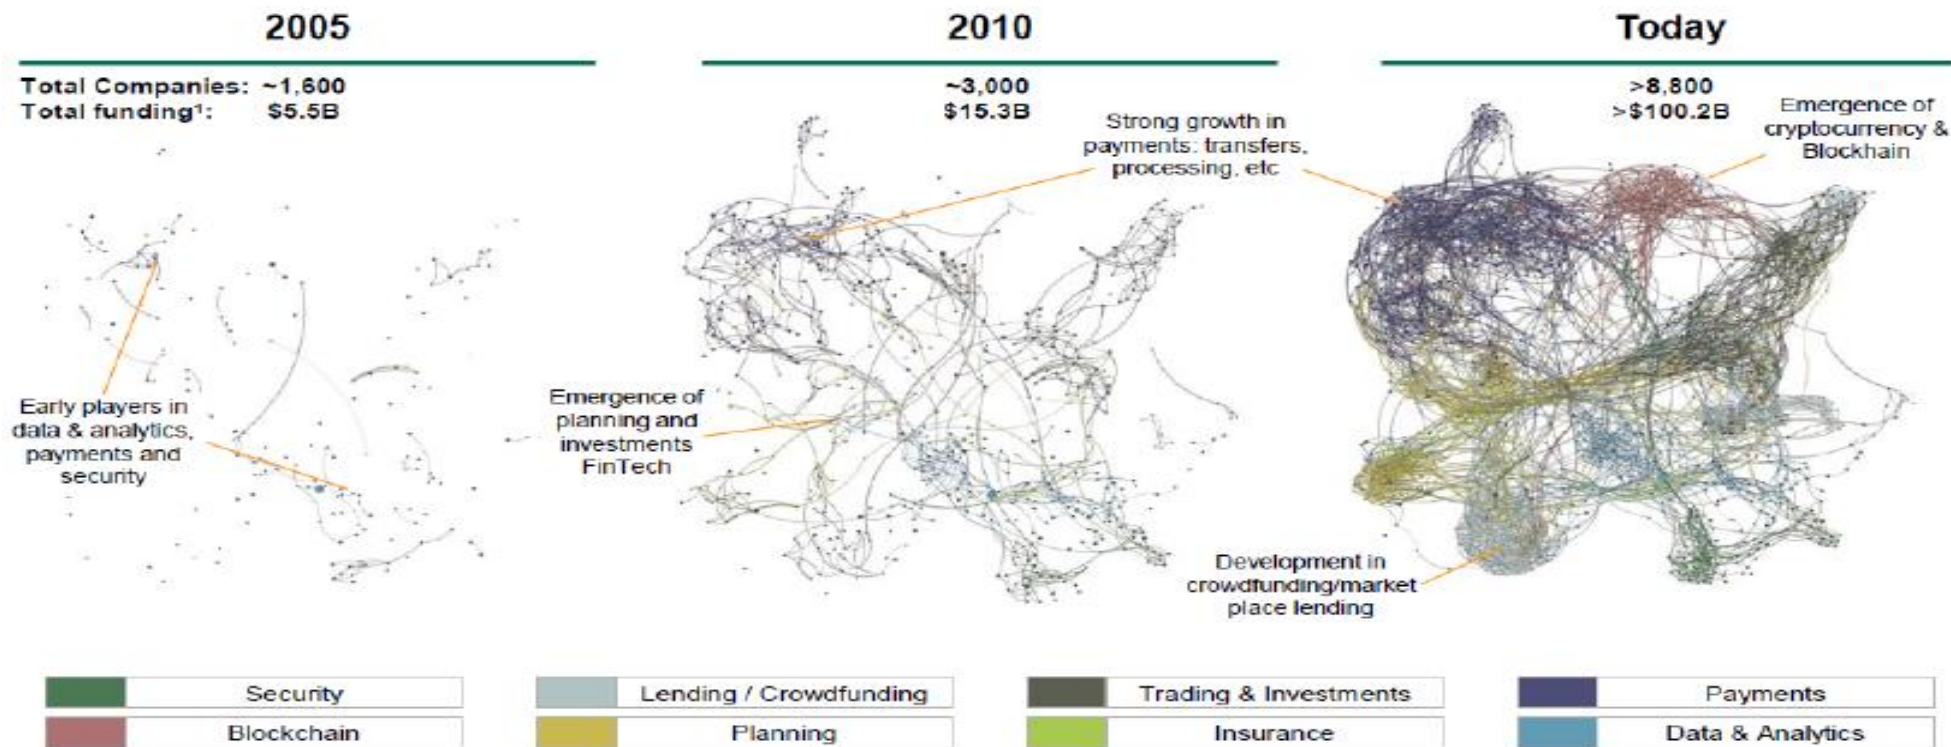 2005
2010
Today
Total Companies: ~1,600
~3,000
>8,800
Total funding¹: $5.5B
$15.3B
>$100.2B
Strong growth in
payments: transfers,
processing, etc
Emergence of
cryptocurrency &
Blockhain
Early players in
data & analytics,
payments and
security
Emergence of
planning and
investments
FinTech
Development in
crowdfunding/market
place lending
Security
Lending / Crowdfunding
Trading & Investments
Payments
Blockchain
Planning
Insurance
Data & Analytics